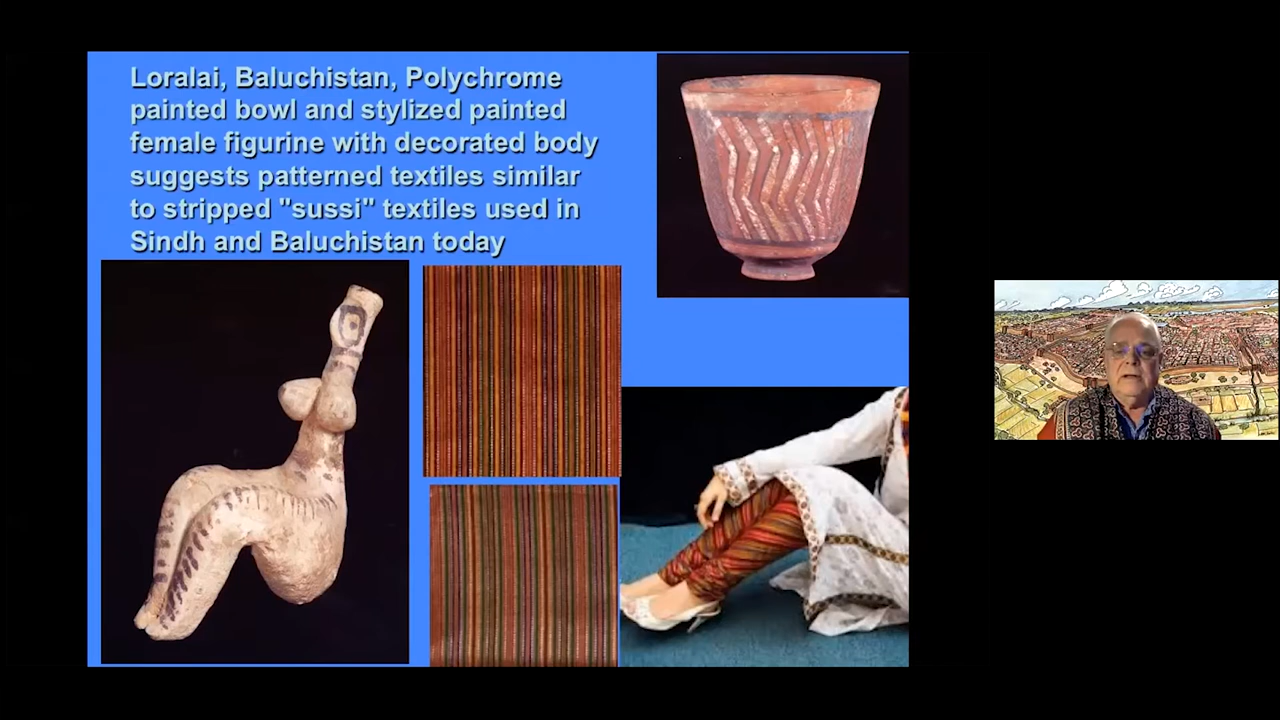 Loralai, Baluchistan, Polychrome
painted bowl and stylized painted
female figurine with decorated body
suggests patterned textiles similar
to stripped "sussi" textiles used in
Sindh and Baluchistan today